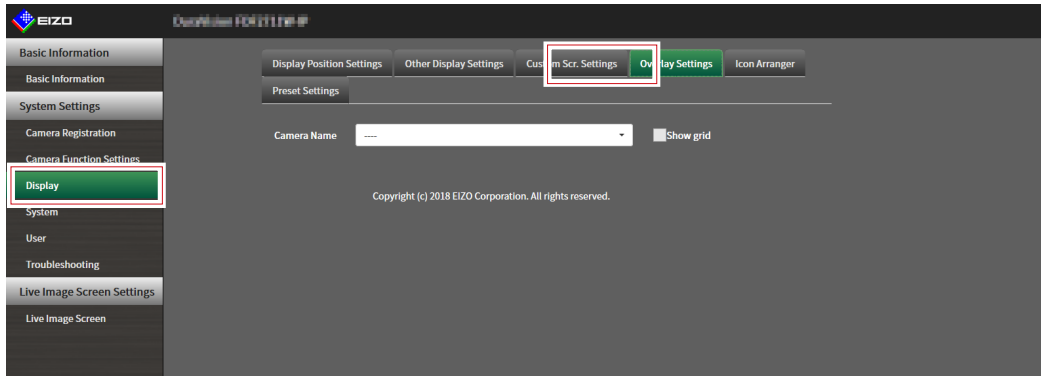 EIZO
Basic Information
Basic Information
System Settings
Camera Registration
Camera Function Settings
Display
System
User
Troubleshooting
Live Image Screen Settings
Live Image Screen
Display Position Settings Other Display Settings Custom Scr. Settings Overlay Settings Icon Arranger
Preset Settings
Camera Name ---- Show grid
Copyright (c) 2018 EIZO Corporation. All rights reserved.